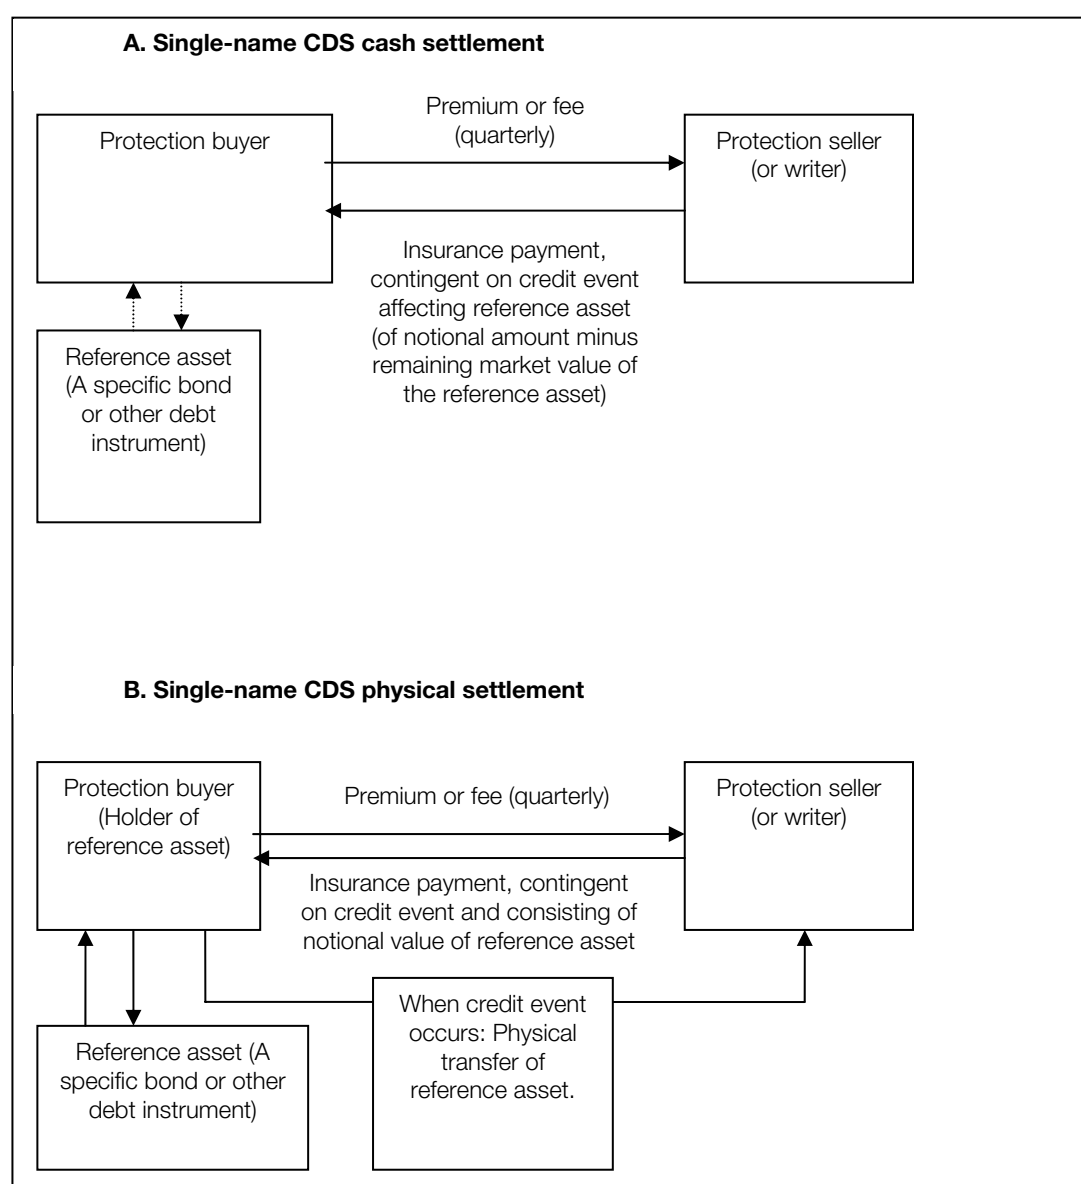 A. Single-name CDS cash settlement
Protection buyer
Premium or fee
(quarterly)
Protection seller
(or writer)
Insurance payment,
contingent on credit event
affecting reference asset
(of notional amount minus
remaining market value of
the reference asset)
Reference asset
(A specific bond
or other debt
instrument)
B. Single-name CDS physical settlement
Protection buyer
(Holder of
reference asset)
Premium or fee (quarterly)
Protection seller
(or writer)
Insurance payment, contingent
on credit event and consisting of
notional value of reference asset
When credit event
occurs: Physical
transfer of
reference asset.
Reference asset (A
specific bond or other
debt instrument)